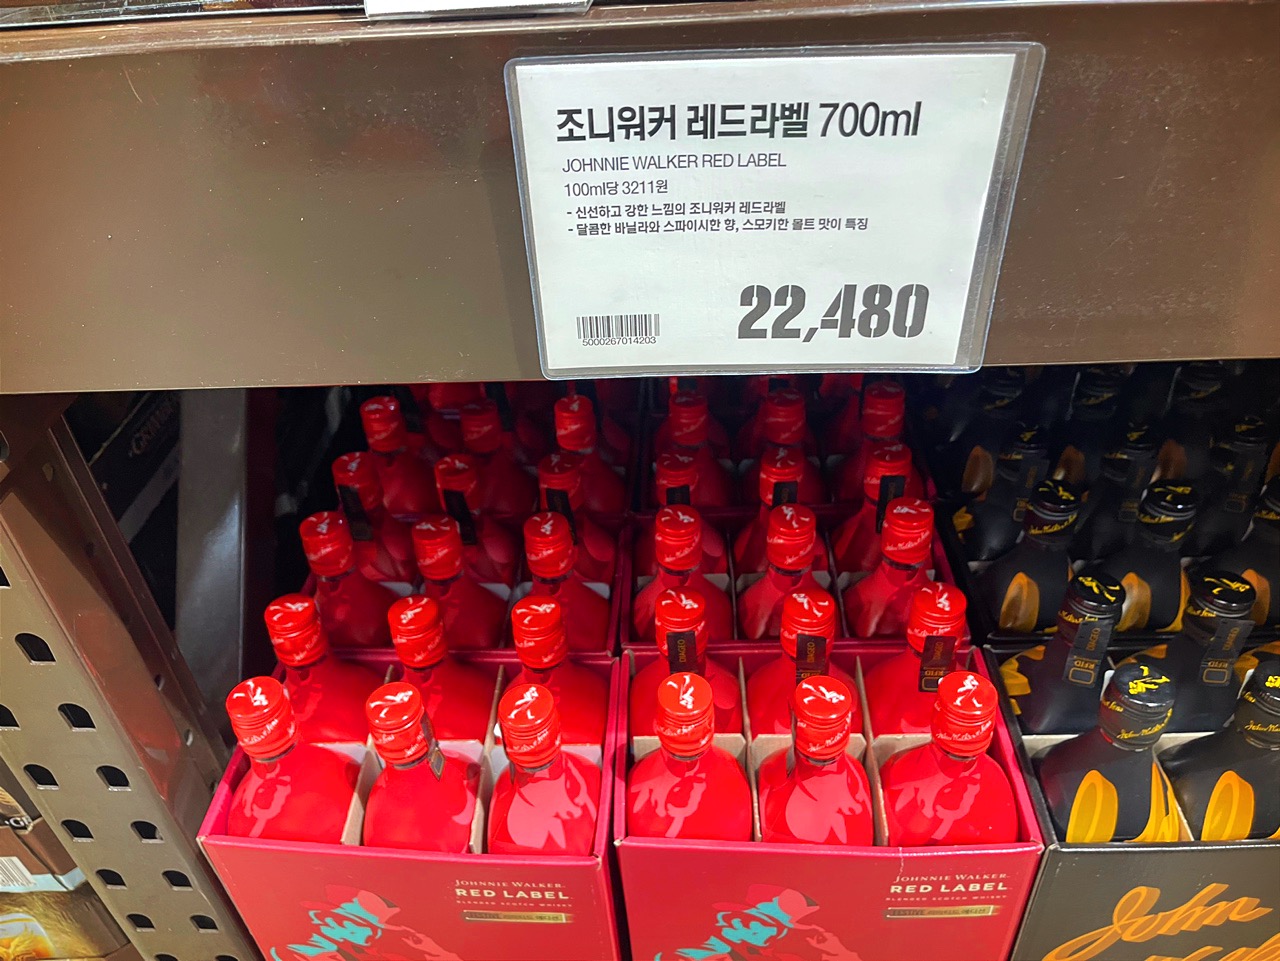 조니워커 레드라벨 700ml
JOHNNIE WALKER RED LABEL
100ml당 3211원
- 신선하고 강한 느낌의 조니워커 레드라벨
- 달콤한 바닐라와 스파이시한 향, 스모키한 몰트 맛이 특징
22,480
5000267014203
DIAGEO
DIAGEO
RFID
JOHNNIE WALKER.
RED LABEL
BLENDED SCOTCH WHISKY
JOHNNIE WALKER.
RED LABEL
BLENDED SCOTCH WHISKY
John